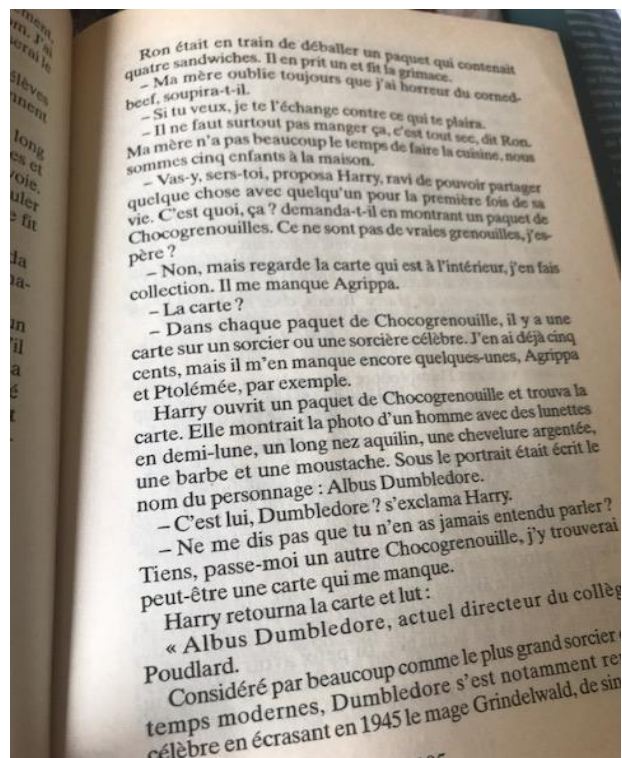 Ron était en train de déballer un paquet qui contenait
quatre sandwiches. Il en prit un et fit la grimace.
– Ma mère oublie toujours que j'ai horreur du corned-
beef, soupira-t-il.
– Si tu veux, je te l'échange contre ce qui te plaira.
– Il ne faut surtout pas manger ça, c'est tout sec, dit Ron.
Ma mère n'a pas beaucoup le temps de faire la cuisine, nous
sommes cinq enfants à la maison.
– Vas-y, sers-toi, proposa Harry, ravi de pouvoir partager
quelque chose avec quelqu'un pour la première fois de sa
vie. C'est quoi, ça ? demanda-t-il en montrant un paquet de
Chocogrenouilles. Ce ne sont pas de vraies grenouilles, j'es-
père ?
– Non, mais regarde la carte qui est à l'intérieur, j'en fais
collection. Il me manque Agrippa.
– La carte ?
– Dans chaque paquet de Chocogrenouille, il y a une
carte sur un sorcier ou une sorcière célèbre. J'en ai déjà cinq
cents, mais il m'en manque encore quelques-unes, Agrippa
et Ptolémée, par exemple.
Harry ouvrit un paquet de Chocogrenouille et trouva la
carte. Elle montrait la photo d'un homme avec des lunettes
en demi-lune, un long nez aquilin, une chevelure argentée,
une barbe et une moustache. Sous le portrait était écrit le
nom du personnage : Albus Dumbledore.
– C'est lui, Dumbledore ? s'exclama Harry.
– Ne me dis pas que tu n'en as jamais entendu parler ?
Tiens, passe-moi un autre Chocogrenouille, j'y trouverai
peut-être une carte qui me manque.
Harry retourna la carte et lut :
« Albus Dumbledore, actuel directeur du collèg
Poudlard.
Considéré par beaucoup comme le plus grand sorcier
temps modernes, Dumbledore s'est notamment re
célèbre en écrasant en 1945 le mage Grindelwald, de sin